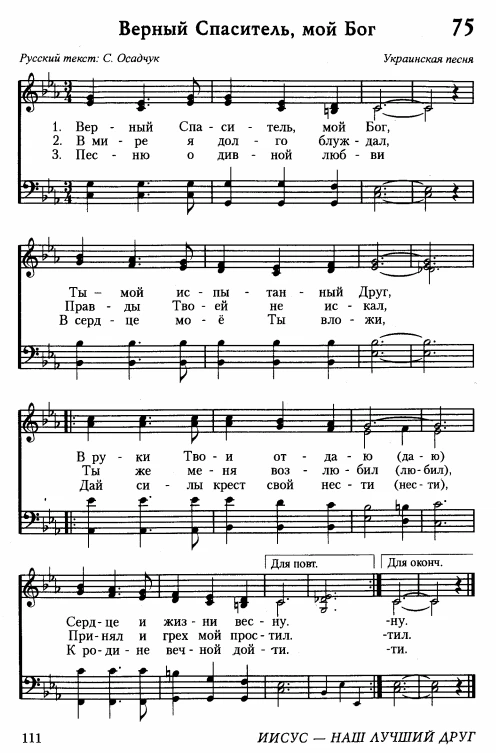 Верный Спаситель, мой Бог 75
Русский текст: С. Осадчук Украинская песня
1. Вер - ный Спа - си - тель, мой Бог,
2. В ми - ре я дол - го блуж - дал,
3. Пес - ню о див - ной люб - ви
Ты – мой ис - пы - тан - ный Друг,
Прав - ды Тво - ей не ис - кал,
В серд - це мо - ё Ты вло - жи,
В ру - ки Тво - и от - да - ю (да - ю)
Ты же ме - ня воз - лю - бил (лю - бил),
Дай си - лы крест свой нес - ти (нес - ти),
Для повт. Для оконч.
Серд - це и жиз - ни вес - ну. -ну.
При - нял и грех мой прос - тил. -тил.
К ро - ди - не веч - ной дой - ти. -ти.
111 ИИСУС — НАШ ЛУЧШИЙ ДРУГ